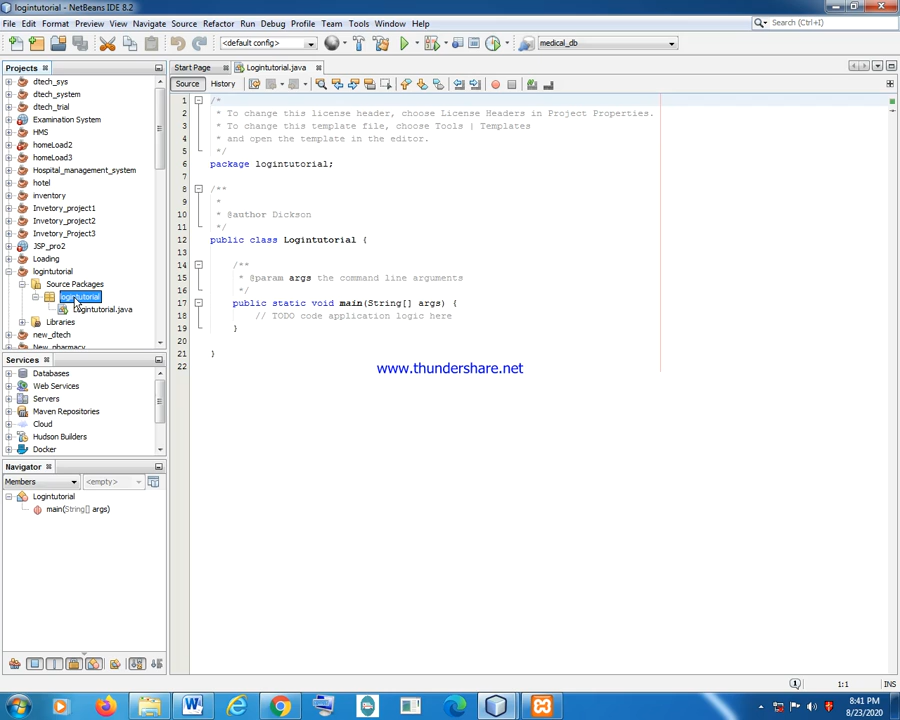 logintutorial - NetBeans IDE 8.2
File Edit View Navigate Source Refactor Run Debug Profile Team Tools Window Help
Search (Ctrl+I)
<default config>
medical_db
Projects
Start Page
Logintutorial.java
Source History
dtech_sys
dtech_system
dtech_trial
Examination System
HMS
homeLoad2
homeLoad3
Hospital_management_system
hotel
inventory
Invetory_project1
Invetory_project2
Invetory_Project3
JSP_pro2
Loading
logintutorial
Source Packages
logintutorial
Logintutorial.java
Libraries
new_dtech
New_pharmacy
1 /*
2 * To change this license header, choose License Headers in Project Properties.
3 * To change this template file, choose Tools | Templates
4 * and open the template in the editor.
5 */
6 package logintutorial;
7
8 /**
9 *
10 * @author Dickson
11 */
12 public class Logintutorial {
13
14 /**
15 * @param args the command line arguments
16 */
17 public static void main(String[] args) {
18 // TODO code application logic here
19 }
20
21 }
22
www.thundershare.net
Services
Databases
Web Services
Servers
Maven Repositories
Cloud
Hudson Builders
Docker
Navigator
Members
<empty>
Logintutorial
main(String[] args)
1:1
INS
8:41 PM
8/23/2020